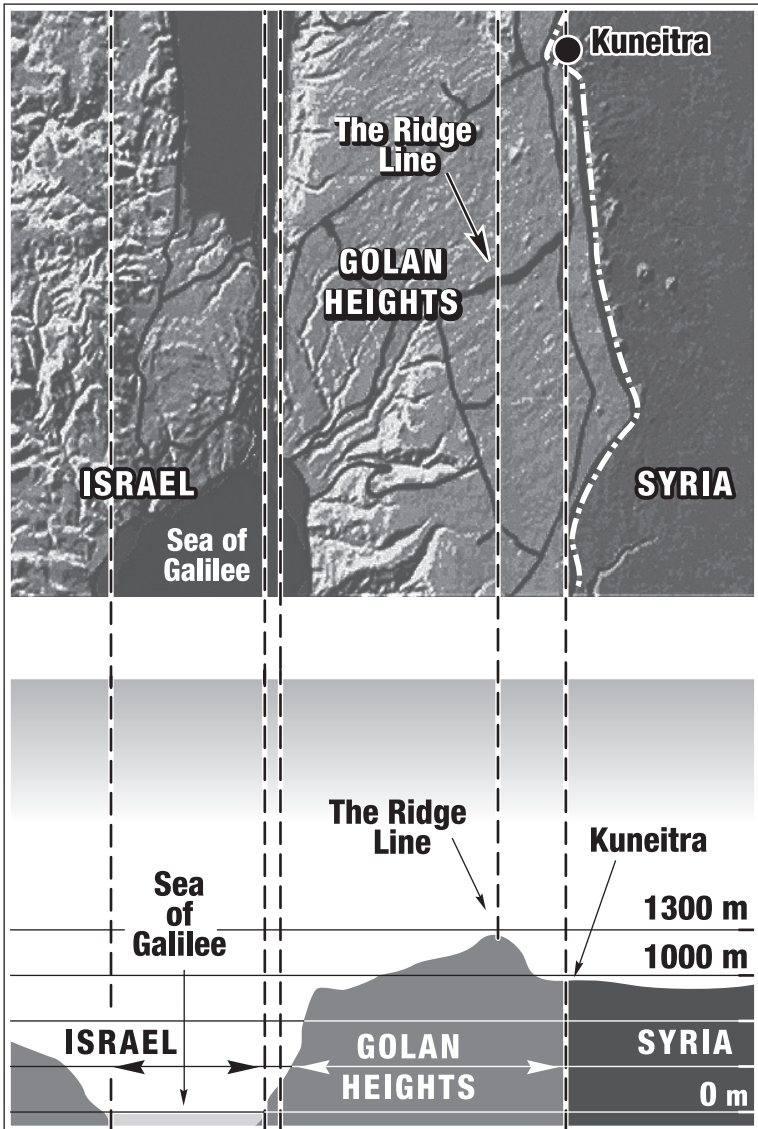 Kuneitra
The Ridge
Line
GOLAN
HEIGHTS
ISRAEL
SYRIA
Sea of
Galilee
The Ridge
Line
Kuneitra
Sea
of
Galilee
1300 m
1000 m
ISRAEL
GOLAN
HEIGHTS
SYRIA
0 m